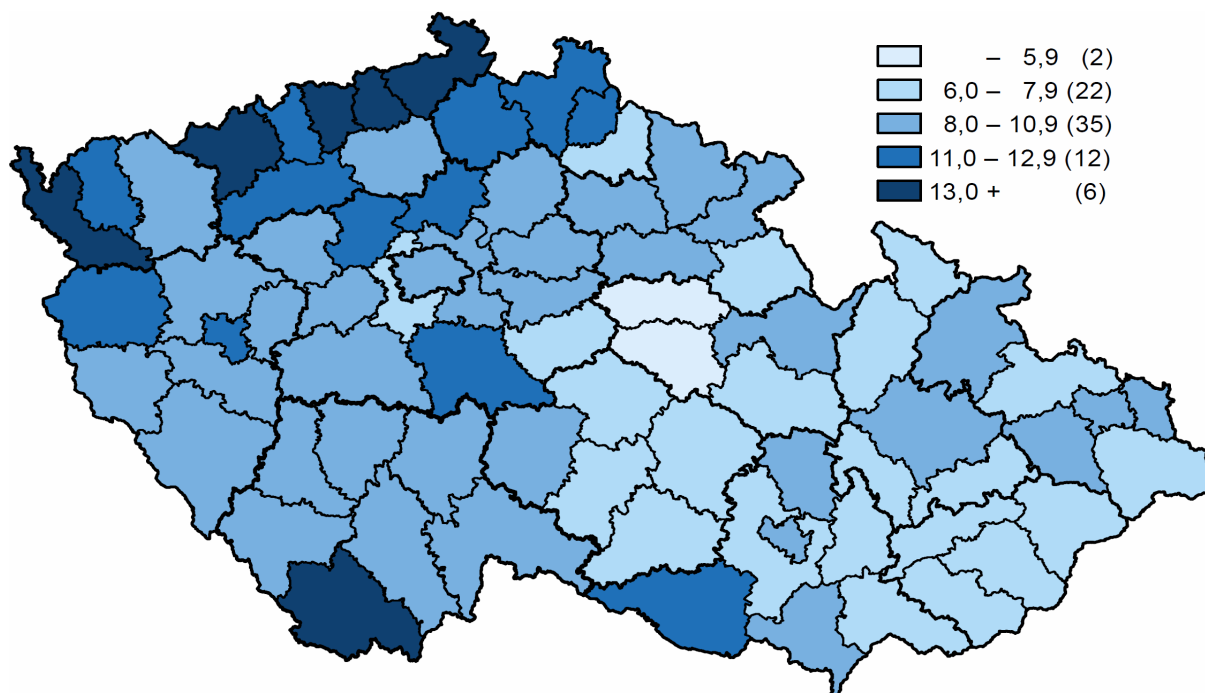 – 5,9 (2)
6,0 – 7,9 (22)
8,0 – 10,9 (35)
11,0 – 12,9 (12)
13,0 + (6)